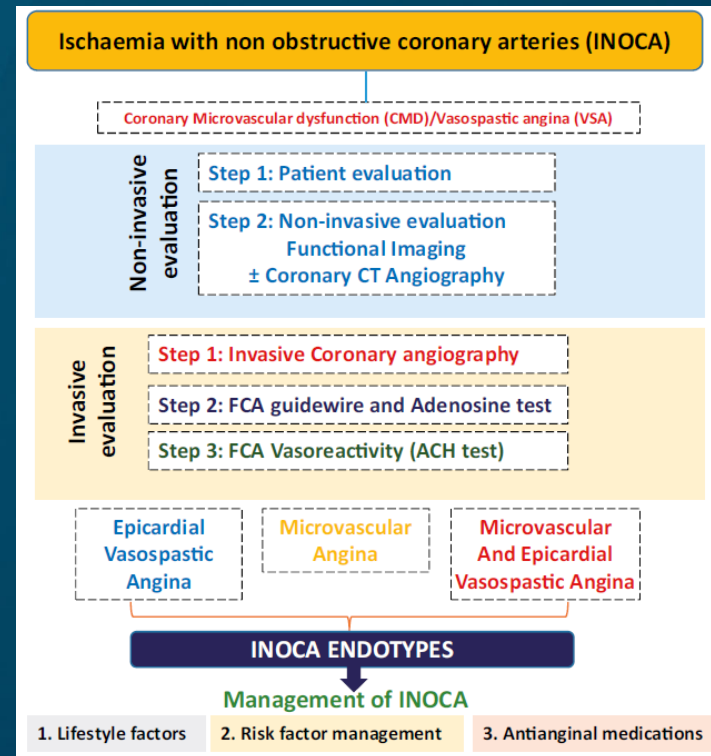 Ischaemia with non obstructive coronary arteries (INOCA)
Coronary Microvascular dysfunction (CMD)/Vasospastic angina (VSA)
Non-invasive
evaluation
Step 1: Patient evaluation
Step 2: Non-invasive evaluation
Functional Imaging
± Coronary CT Angiography
Invasive
evaluation
Step 1: Invasive Coronary angiography
Step 2: FCA guidewire and Adenosine test
Step 3: FCA Vasoreactivity (ACH test)
Epicardial
Vasospastic
Angina
Microvascular
Angina
Microvascular
And Epicardial
Vasospastic Angina
INOCA ENDOTYPES
Management of INOCA
1. Lifestyle factors
2. Risk factor management
3. Antianginal medications